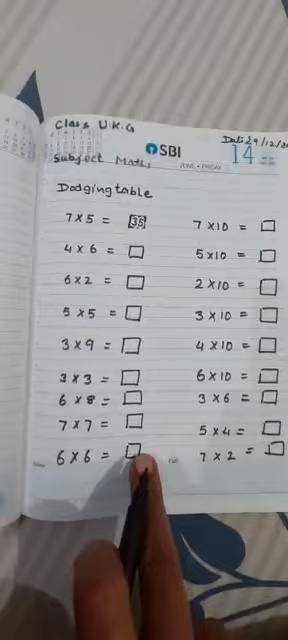 Class U.K.G
Date 29/12/20
SBI
14
JUNE • FRIDAY
Subject Maths
Dodging table
7 x 5 = 35
7 x 10 =
4 x 6 =
5 x 10 =
6 x 2 =
2 x 10 =
5 x 5 =
3 x 10 =
3 x 9 =
4 x 10 =
3 x 3 =
6 x 10 =
6 x 8 =
3 x 6 =
7 x 7 =
5 x 4 =
6 x 6 =
7 x 2 =